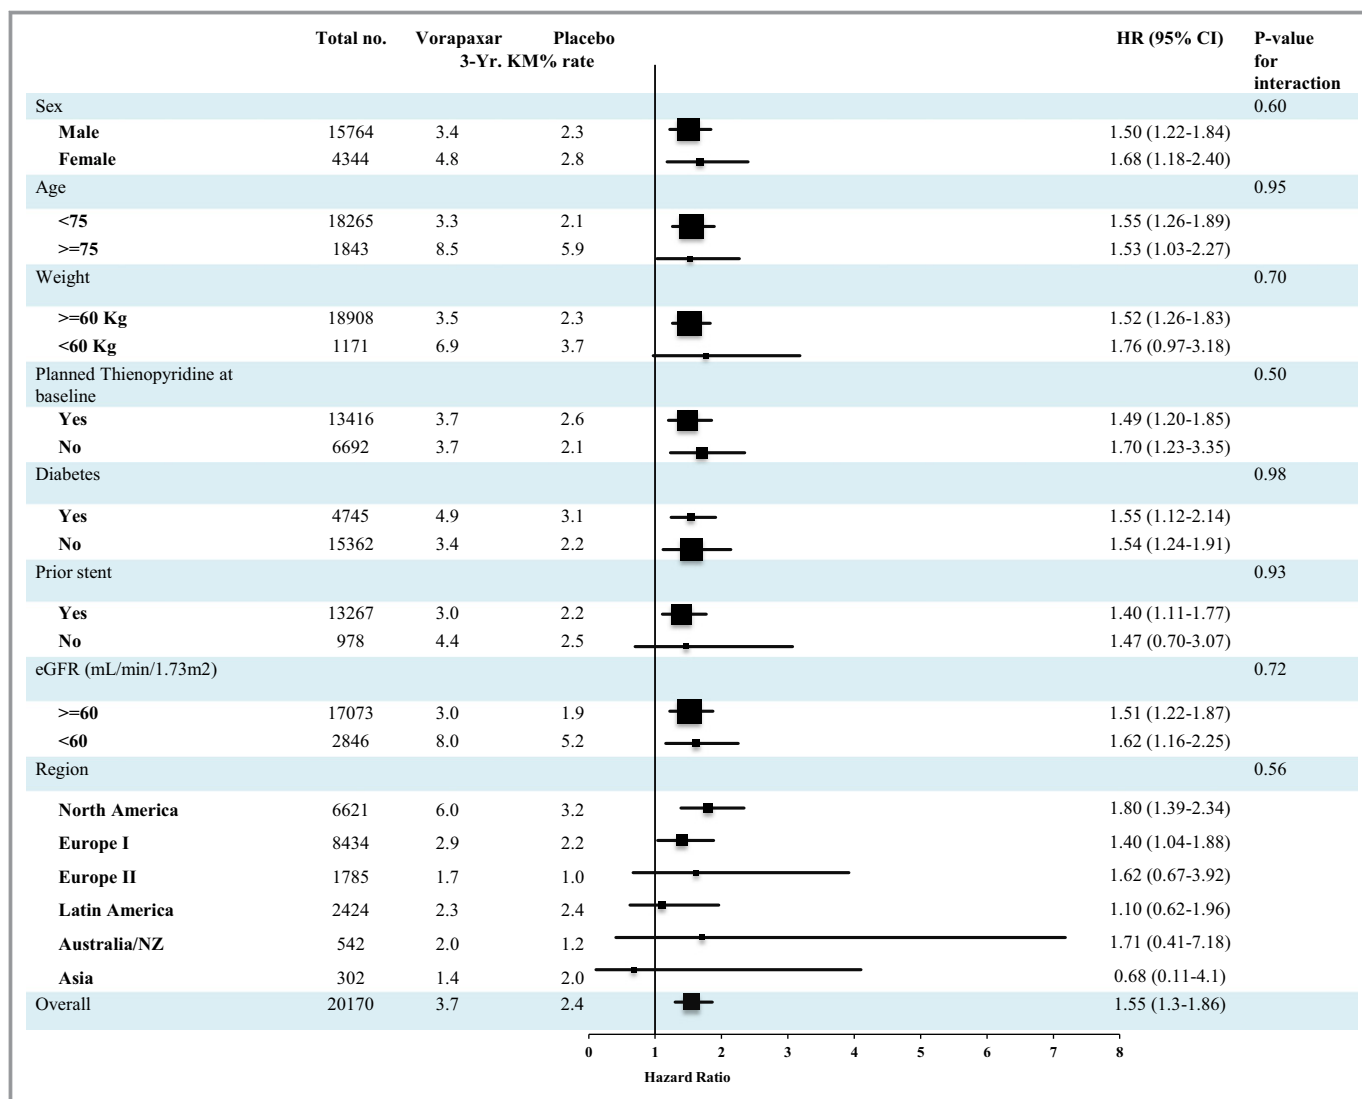 Total no. Vorapaxar Placebo HR (95% CI) P-value
3-Yr. KM% rate for
interaction
Sex 0.60
Male 15764 3.4 2.3 1.50 (1.22-1.84)
Female 4344 4.8 2.8 1.68 (1.18-2.40)
Age 0.95
<75 18265 3.3 2.1 1.55 (1.26-1.89)
>=75 1843 8.5 5.9 1.53 (1.03-2.27)
Weight 0.70
>=60 Kg 18908 3.5 2.3 1.52 (1.26-1.83)
<60 Kg 1171 6.9 3.7 1.76 (0.97-3.18)
Planned Thienopyridine at 0.50
baseline
Yes 13416 3.7 2.6 1.49 (1.20-1.85)
No 6692 3.7 2.1 1.70 (1.23-3.35)
Diabetes 0.98
Yes 4745 4.9 3.1 1.55 (1.12-2.14)
No 15362 3.4 2.2 1.54 (1.24-1.91)
Prior stent 0.93
Yes 13267 3.0 2.2 1.40 (1.11-1.77)
No 978 4.4 2.5 1.47 (0.70-3.07)
eGFR (mL/min/1.73m2) 0.72
>=60 17073 3.0 1.9 1.51 (1.22-1.87)
<60 2846 8.0 5.2 1.62 (1.16-2.25)
Region 0.56
North America 6621 6.0 3.2 1.80 (1.39-2.34)
Europe I 8434 2.9 2.2 1.40 (1.04-1.88)
Europe II 1785 1.7 1.0 1.62 (0.67-3.92)
Latin America 2424 2.3 2.4 1.10 (0.62-1.96)
Australia/NZ 542 2.0 1.2 1.71 (0.41-7.18)
Asia 302 1.4 2.0 0.68 (0.11-4.1)
Overall 20170 3.7 2.4 1.55 (1.3-1.86)
0 1 2 3 4 5 6 7 8
Hazard Ratio